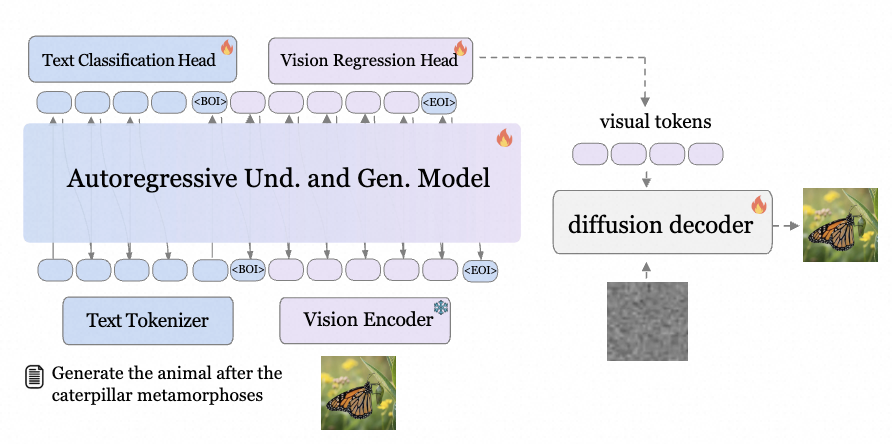 Text Classification Head
Vision Regression Head
<BOI>
<EOI>
visual tokens
Autoregressive Und. and Gen. Model
diffusion decoder
<BOI>
<EOI>
Text Tokenizer
Vision Encoder
Generate the animal after the
caterpillar metamorphoses